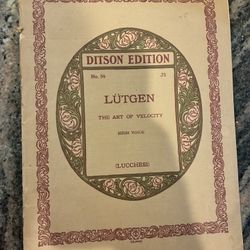 DITSON EDITION
No. 94 .75
LÜTGEN
THE ART OF VELOCITY
HIGH VOICE
(LUCCHESI)